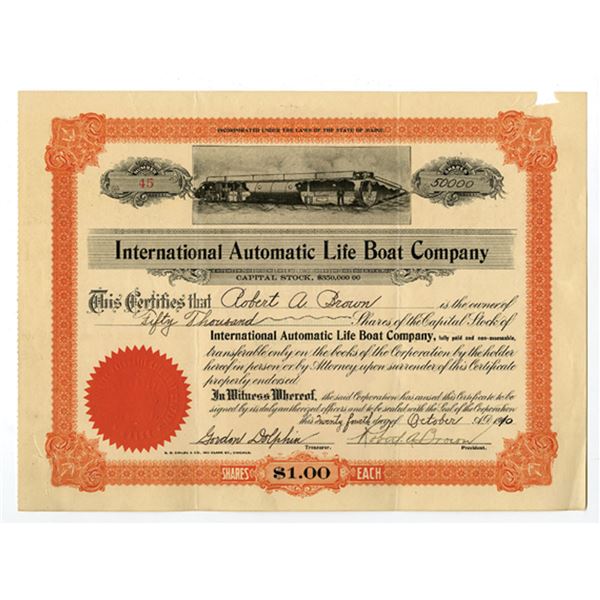 INCORPORATED UNDER THE LAWS OF THE STATE OF MAINE.
NUMBER
45
SHARES
50000
International Automatic Life Boat Company
CAPITAL STOCK, $350,000.00
This Certifies that Robert A. Brown is the owner of
Fifty Thousand Shares of the Capital Stock of
International Automatic Life Boat Company, fully paid and non-assessable,
transferable only on the books of the Corporation by the holder
hereof in person or by Attorney, upon surrender of this Certificate
properly endorsed.
In Witness Whereof, the said Corporation has caused this Certificate to be
signed by its duly authorized officers and to be sealed with the Seal of the Corporation
this Twenty fourth day of October A.D. 1910
Gordon Dolphin Robert A. Brown
Treasurer. President.
SHARES $1.00 EACH